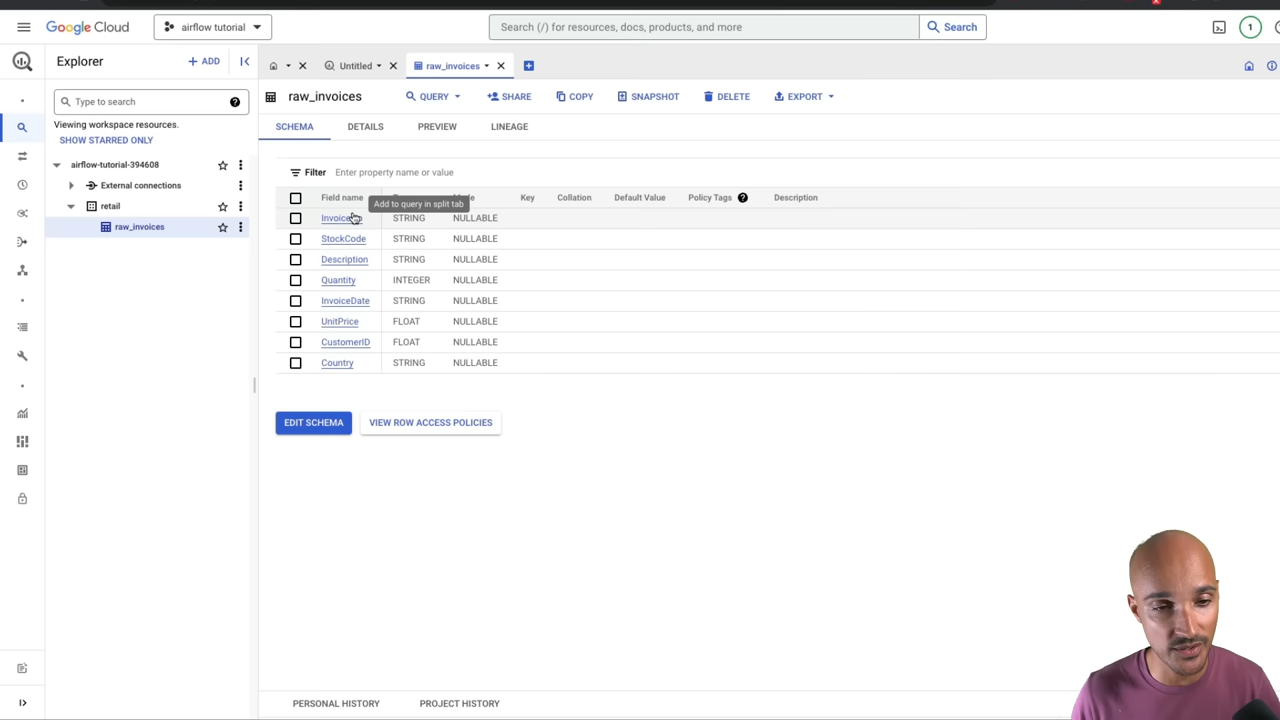 Google Cloud
airflow tutorial
Search (/) for resources, docs, products, and more
Search
1
Explorer
+ ADD
Untitled
raw_invoices
Type to search
?
Viewing workspace resources.
SHOW STARRED ONLY
airflow-tutorial-394608
External connections
retail
raw_invoices
raw_invoices
QUERY
SHARE
COPY
SNAPSHOT
DELETE
EXPORT
SCHEMA
DETAILS
PREVIEW
LINEAGE
Filter
Enter property name or value
Field name Key Collation Default Value Policy Tags ? Description
Add to query in split tab
STRING NULLABLE
StockCode STRING NULLABLE
Description STRING NULLABLE
Quantity INTEGER NULLABLE
InvoiceDate STRING NULLABLE
UnitPrice FLOAT NULLABLE
CustomerID FLOAT NULLABLE
Country STRING NULLABLE
EDIT SCHEMA
VIEW ROW ACCESS POLICIES
PERSONAL HISTORY
PROJECT HISTORY